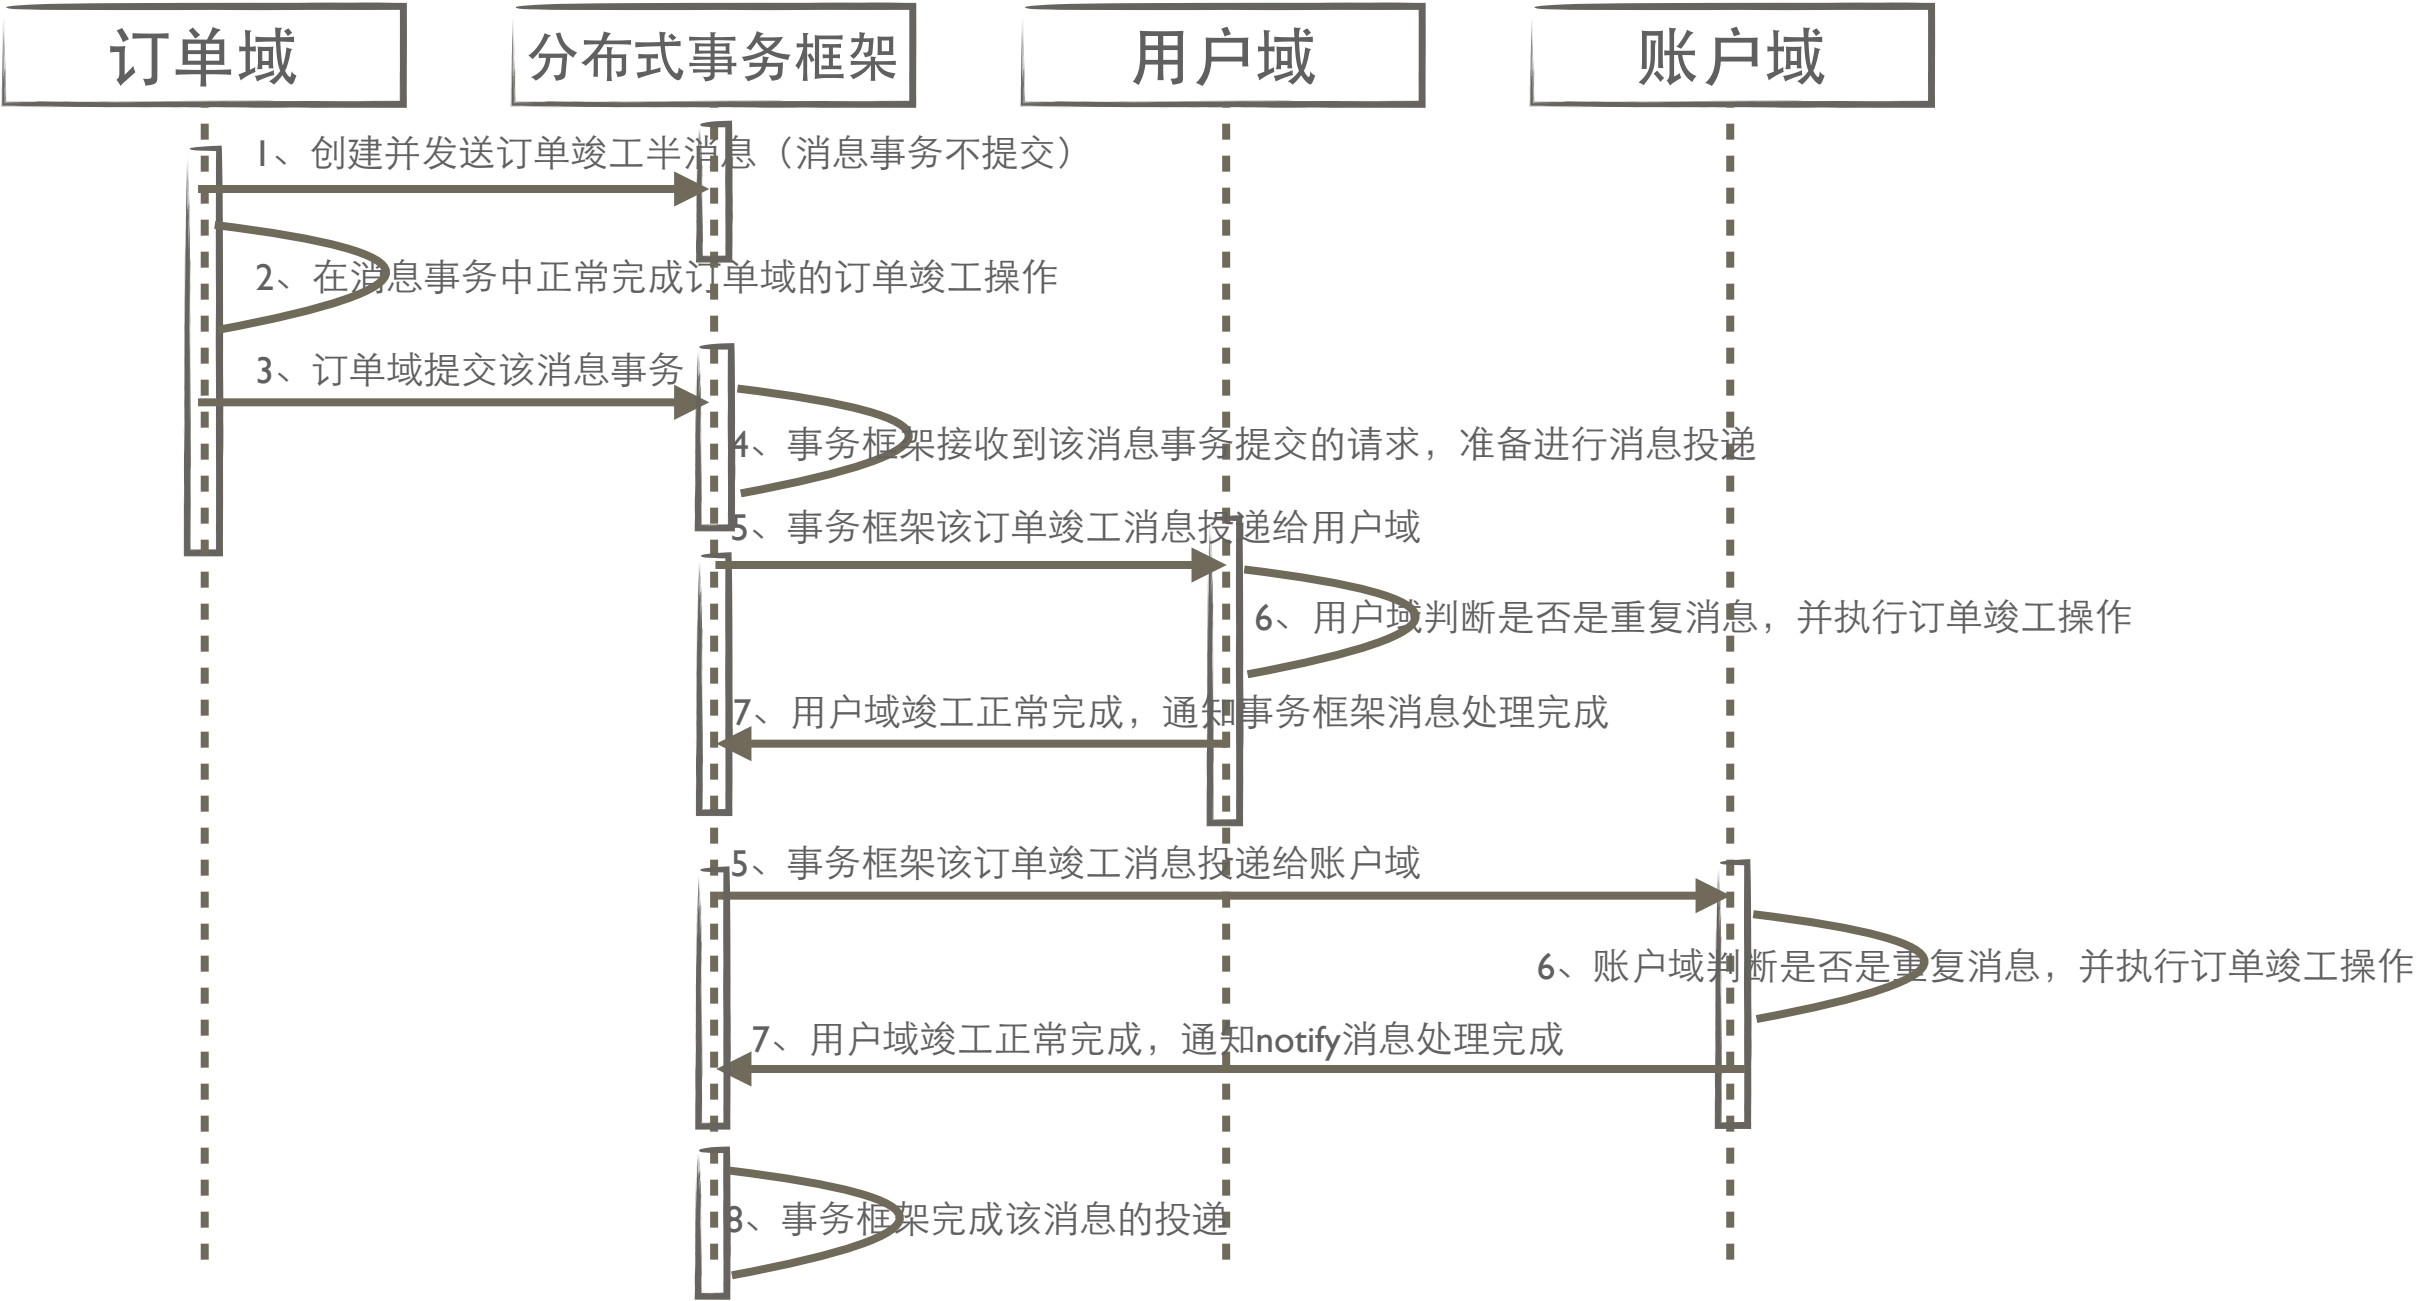 订单域
分布式事务框架
用户域
账户域
1、创建并发送订单竣工半消息（消息事务不提交）
2、在消息事务中正常完成订单域的订单竣工操作
3、订单域提交该消息事务
4、事务框架接收到该消息事务提交的请求，准备进行消息投递
5、事务框架该订单竣工消息投递给用户域
6、用户域判断是否是重复消息，并执行订单竣工操作
7、用户域竣工正常完成，通知事务框架消息处理完成
5、事务框架该订单竣工消息投递给账户域
6、账户域判断是否是重复消息，并执行订单竣工操作
7、用户域竣工正常完成，通知notify消息处理完成
8、事务框架完成该消息的投递